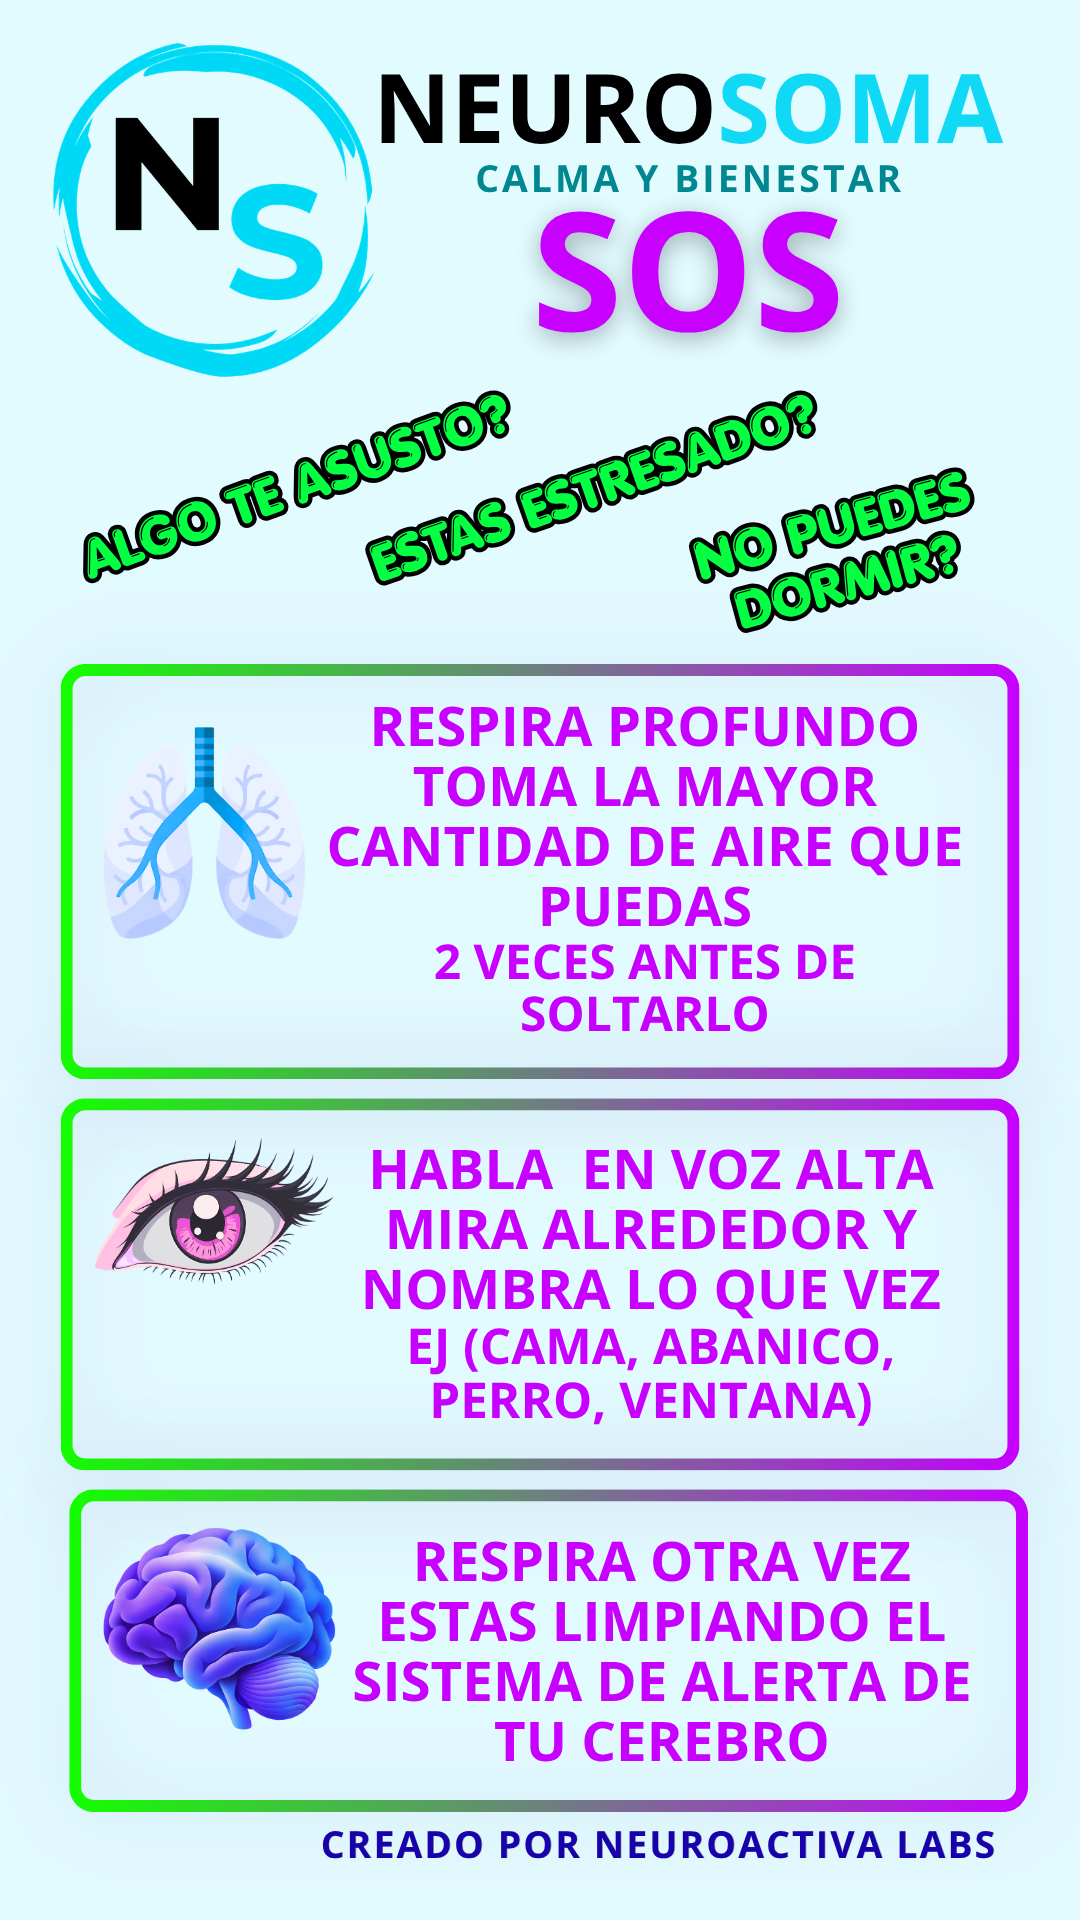 NS
NEUROSOMA
CALMA Y BIENESTAR
SOS
ALGO TE ASUSTO?
ESTAS ESTRESADO?
NO PUEDES
DORMIR?
RESPIRA PROFUNDO
TOMA LA MAYOR
CANTIDAD DE AIRE QUE
PUEDAS
2 VECES ANTES DE
SOLTARLO
HABLA  EN VOZ ALTA
MIRA ALREDEDOR Y
NOMBRA LO QUE VEZ
EJ (CAMA, ABANICO,
PERRO, VENTANA)
RESPIRA OTRA VEZ
ESTAS LIMPIANDO EL
SISTEMA DE ALERTA DE
TU CEREBRO
CREADO POR NEUROACTIVA LABS